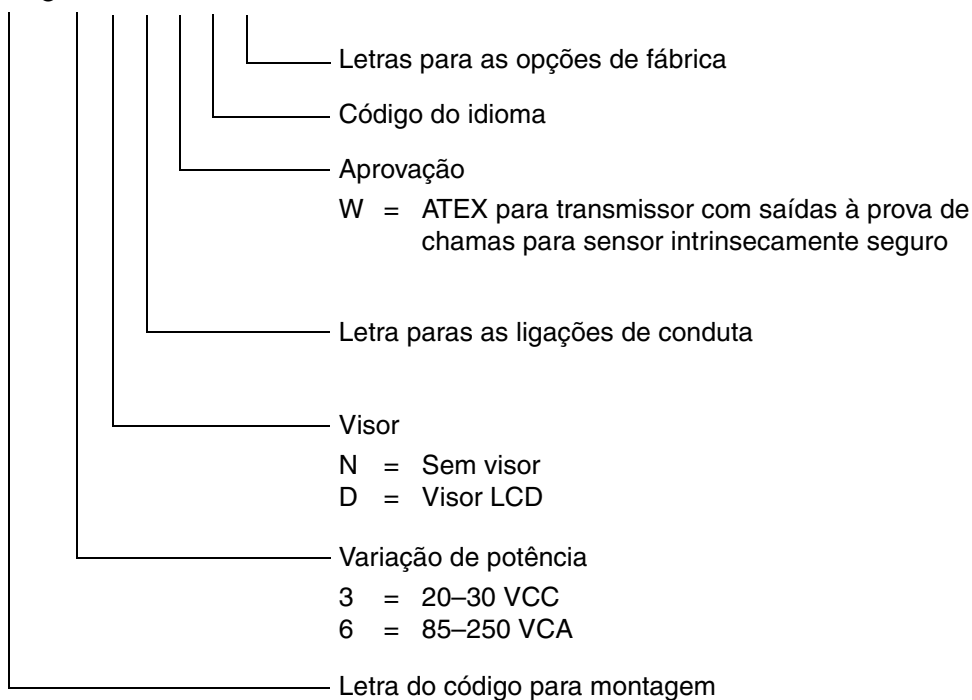 Letras para as opções de fábrica
Código do idioma
Aprovação
W = ATEX para transmissor com saídas à prova de
chamas para sensor intrinsecamente seguro
Letra paras as ligações de conduta
Visor
N = Sem visor
D = Visor LCD
Variação de potência
3 = 20–30 VCC
6 = 85–250 VCA
Letra do código para montagem